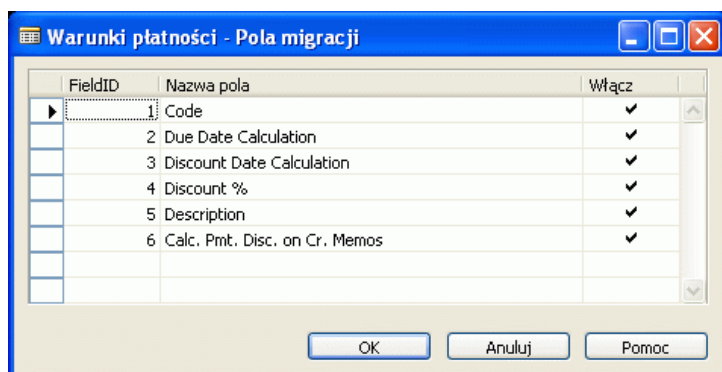 Warunki płatności - Pola migracji
FieldID Nazwa pola Włącz
1 Code
2 Due Date Calculation
3 Discount Date Calculation
4 Discount %
5 Description
6 Calc. Pmt. Disc. on Cr. Memos
OK Anuluj Pomoc